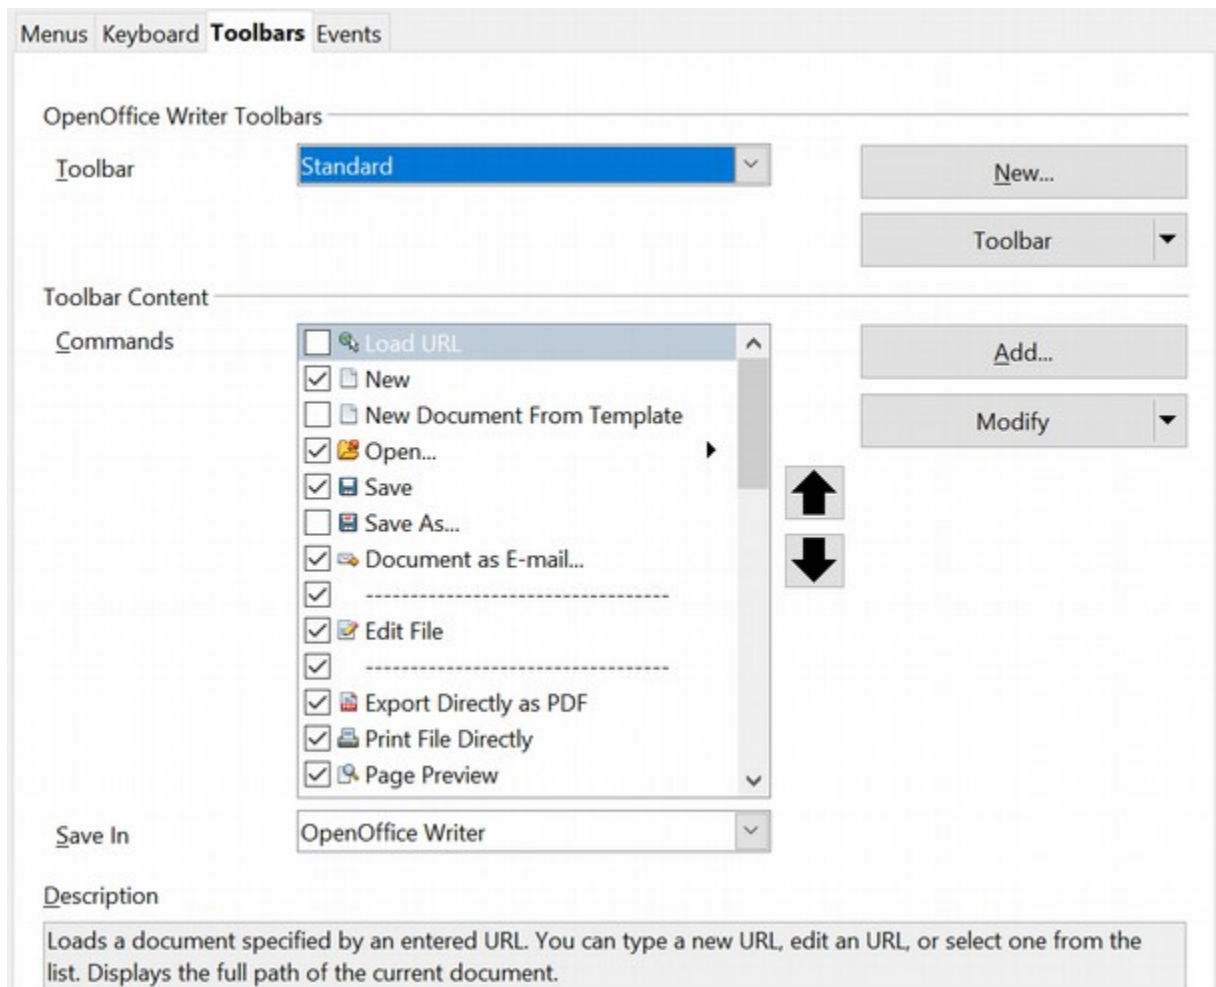 Menus Keyboard Toolbars Events
OpenOffice Writer Toolbars
Toolbar Standard New...
Toolbar
Toolbar Content
Commands Load URL Add...
New
New Document From Template Modify
Open...
Save
Save As...
Document as E-mail...
----------------------------------
Edit File
----------------------------------
Export Directly as PDF
Print File Directly
Page Preview
Save In OpenOffice Writer
Description
Loads a document specified by an entered URL. You can type a new URL, edit an URL, or select one from the
list. Displays the full path of the current document.